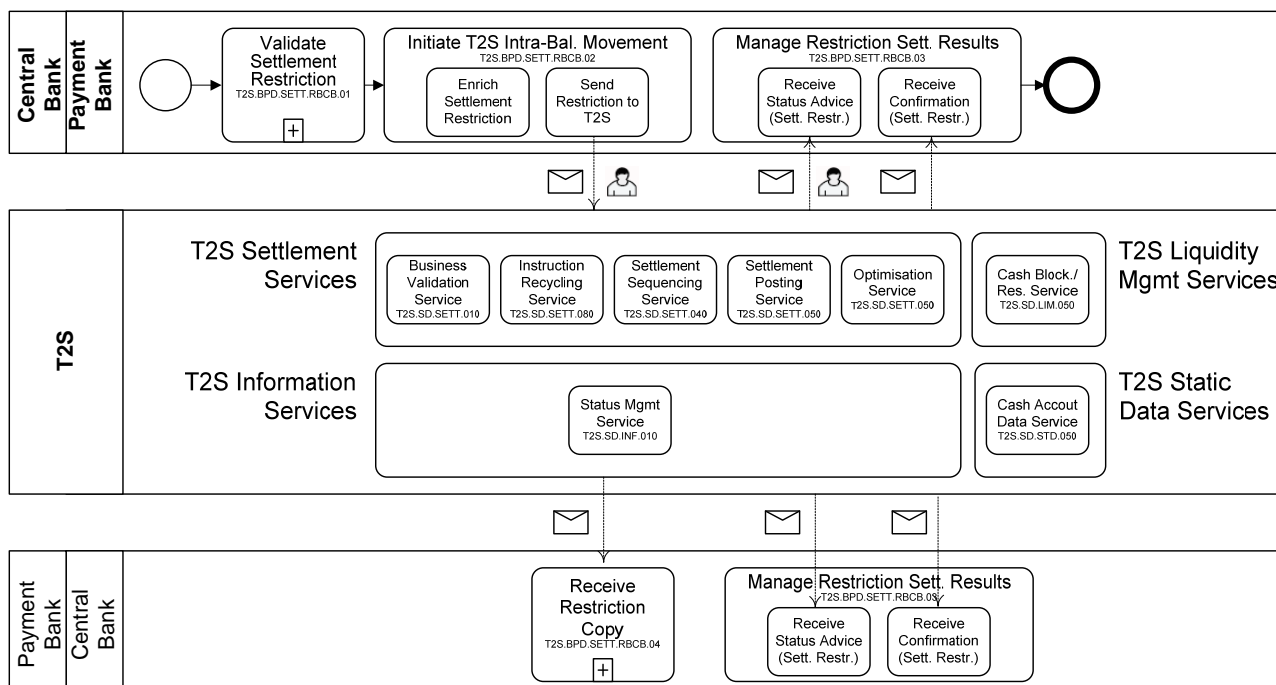 Central
Bank
Payment
Bank
Validate
Settlement
Restriction
T2S.BPD.SETT.RBCB.01
+
Initiate T2S Intra-Bal. Movement
T2S.BPD.SETT.RBCB.02
Enrich
Settlement
Restriction
Send
Restriction to
T2S
Manage Restriction Sett. Results
T2S.BPD.SETT.RBCB.03
Receive
Status Advice
(Sett. Restr.)
Receive
Confirmation
(Sett. Restr.)
T2S
T2S Settlement
Services
Business
Validation
Service
T2S.SD.SETT.010
Instruction
Recycling
Service
T2S.SD.SETT.080
Settlement
Sequencing
Service
T2S.SD.SETT.040
Settlement
Posting
Service
T2S.SD.SETT.050
Optimisation
Service
T2S.SD.SETT.050
Cash Block./
Res. Service
T2S.SD.LIM.050
T2S Liquidity
Mgmt Services
T2S Information
Services
Status Mgmt
Service
T2S.SD.INF.010
Cash Accout
Data Service
T2S.SD.STD.050
T2S Static
Data Services
Payment
Bank
Central
Bank
Receive
Restriction
Copy
T2S.BPD.SETT.RBCB.04
+
Manage Restriction Sett. Results
T2S.BPD.SETT.RBCB.03
Receive
Status Advice
(Sett. Restr.)
Receive
Confirmation
(Sett. Restr.)